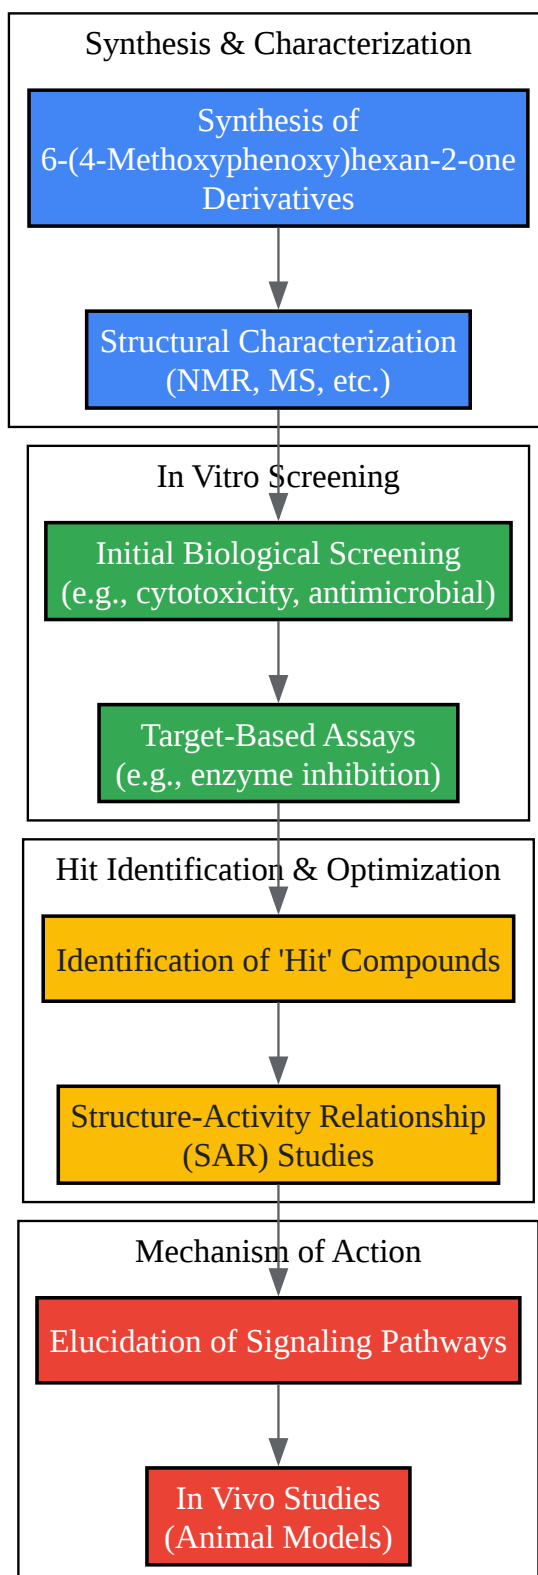 Synthesis & Characterization
Synthesis of
6-(4-Methoxyphenoxy)hexan-2-one
Derivatives
Structural Characterization
(NMR, MS, etc.)
In Vitro Screening
Initial Biological Screening
(e.g., cytotoxicity, antimicrobial)
Target-Based Assays
(e.g., enzyme inhibition)
Hit Identification & Optimization
Identification of 'Hit' Compounds
Structure-Activity Relationship
(SAR) Studies
Mechanism of Action
Elucidation of Signaling Pathways
In Vivo Studies
(Animal Models)